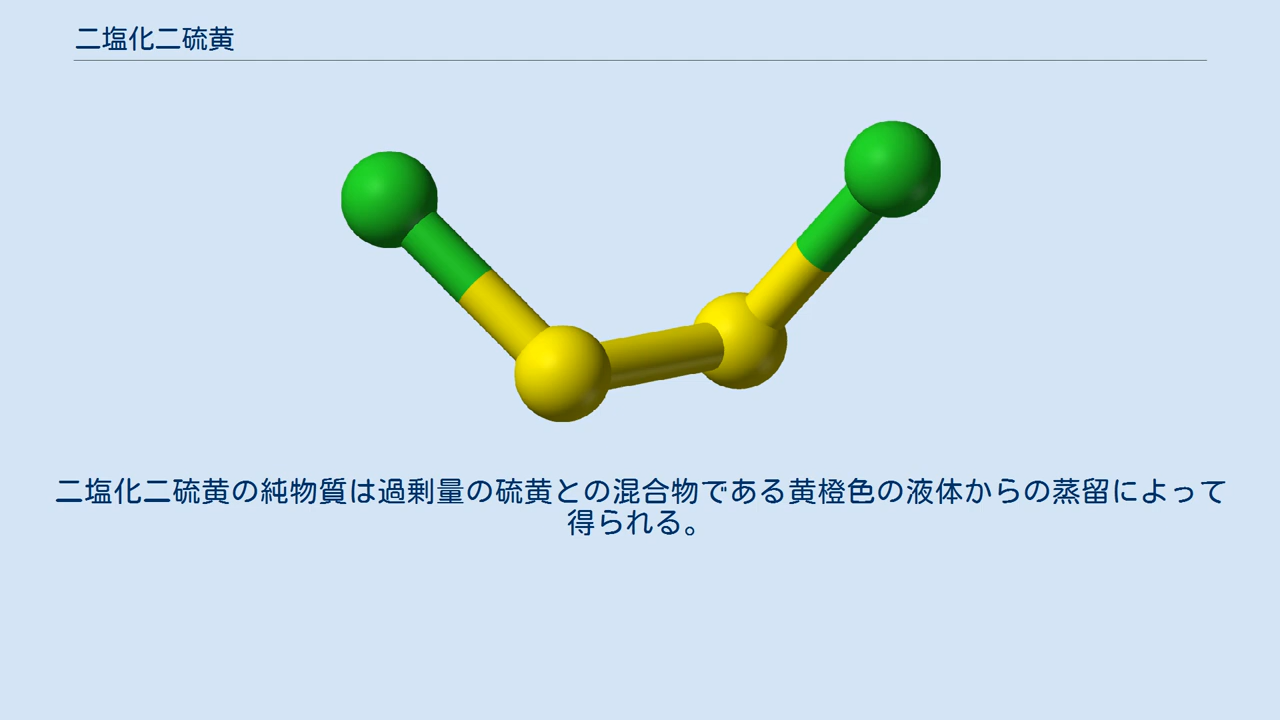 二塩化二硫黄
二塩化二硫黄の純物質は過剰量の硫黄との混合物である黄橙色の液体からの蒸留によって
得られる。